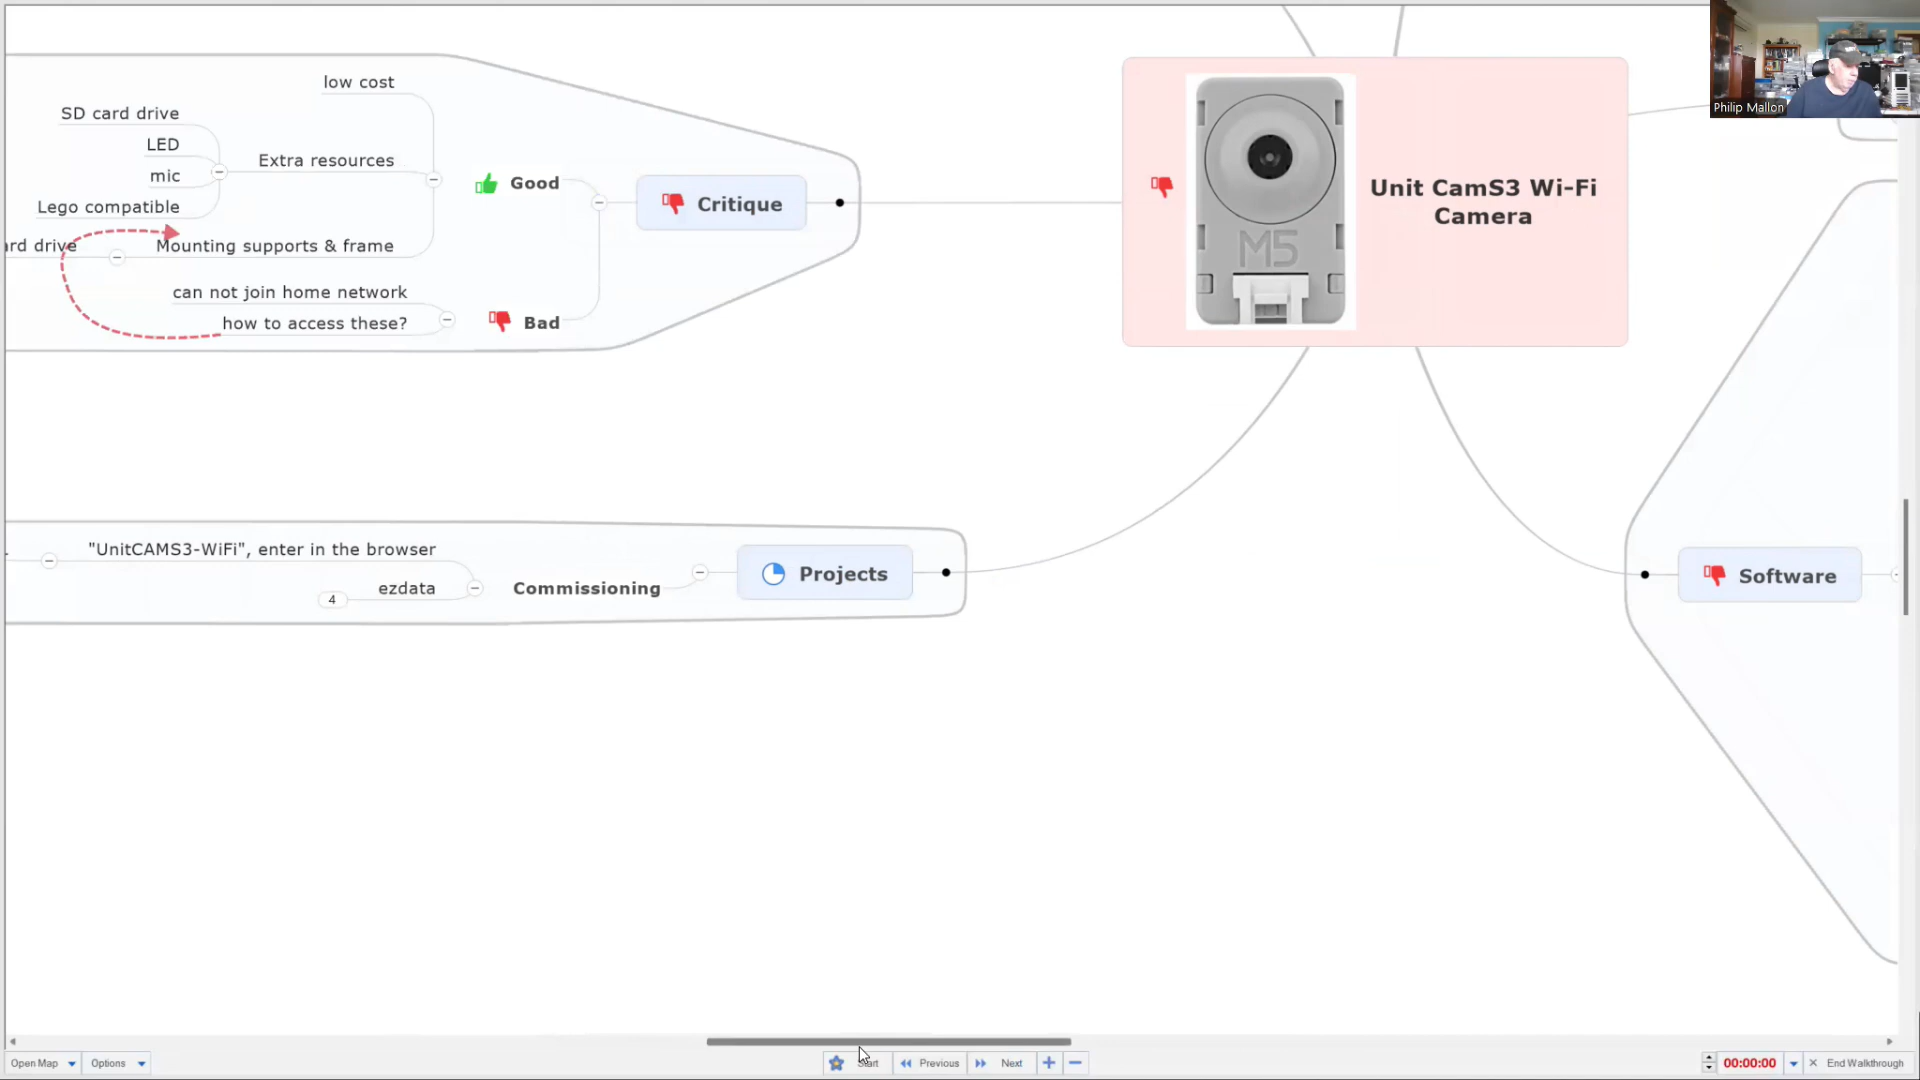 low cost
SD card drive
LED
mic
Lego compatible
Extra resources
Mounting supports & frame
rd drive
Good
can not join home network
how to access these?
Bad
Critique
M5
Unit CamS3 Wi-Fi
Camera
Philip Mallon
"UnitCAMS3-WiFi", enter in the browser
ezdata
4
Commissioning
Projects
Software
Open Map
Options
Start
Previous
Next
00:00:00
End Walkthrough